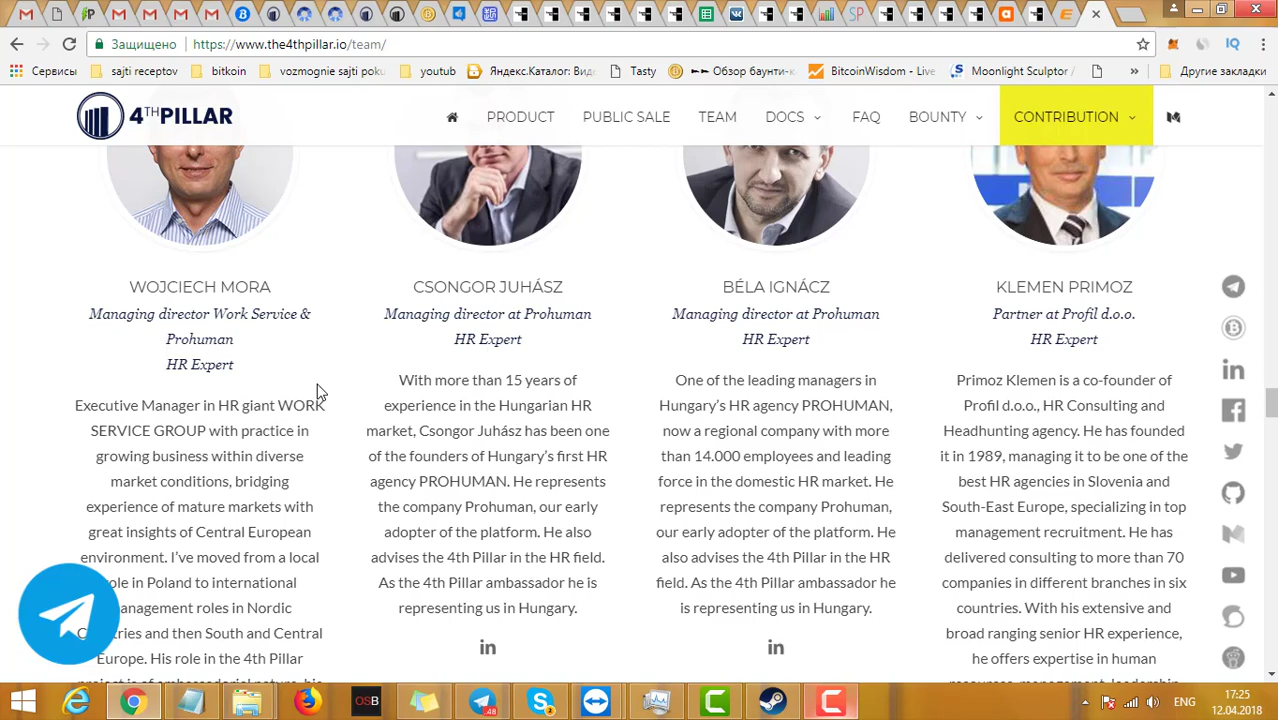 Защищено
https://www.the4thpillar.io/team/
Сервисы
sajti receptov
bitkoin
vozmognie sajti poku
youtub
Яндекс.Каталог: Вид
Tasty
Обзор баунти-к
BitcoinWisdom - Live
Moonlight Sculptor /
»
Другие закладки
4THPILLAR
PRODUCT
PUBLIC SALE
TEAM
DOCS
FAQ
BOUNTY
CONTRIBUTION
WOJCIECH MORA
Managing director Work Service &
Prohuman
HR Expert
Executive Manager in HR giant WORK
SERVICE GROUP with practice in
growing business within diverse
market conditions, bridging
experience of mature markets with
great insights of Central European
environment. I've moved from a local
role in Poland to international
management roles in Nordic
Countries and then South and Central
Europe. His role in the 4th Pillar
CSONGOR JUHÁSZ
Managing director at Prohuman
HR Expert
With more than 15 years of
experience in the Hungarian HR
market, Csongor Juhász has been one
of the founders of Hungary's first HR
agency PROHUMAN. He represents
the company Prohuman, our early
adopter of the platform. He also
advises the 4th Pillar in the HR field.
As the 4th Pillar ambassador he is
representing us in Hungary.
in
BÉLA IGNÁCZ
Managing director at Prohuman
HR Expert
One of the leading managers in
Hungary's HR agency PROHUMAN,
now a regional company with more
than 14.000 employees and leading
force in the domestic HR market. He
represents the company Prohuman,
our early adopter of the platform. He
also advises the 4th Pillar in the HR
field. As the 4th Pillar ambassador he
is representing us in Hungary.
in
KLEMEN PRIMOZ
Partner at Profil d.o.o.
HR Expert
Primoz Klemen is a co-founder of
Profil d.o.o., HR Consulting and
Headhunting agency. He has founded
it in 1989, managing it to be one of the
best HR agencies in Slovenia and
South-East Europe, specializing in top
management recruitment. He has
delivered consulting to more than 70
companies in different branches in six
countries. With his extensive and
broad ranging senior HR experience,
he offers expertise in human
OSB
48
ENG
17:25
12.04.2018